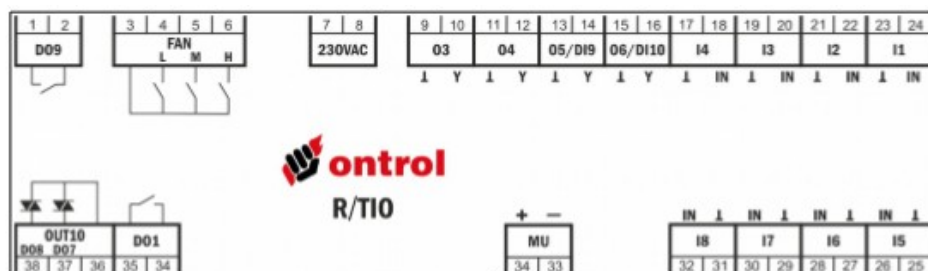 1 2 3 4 5 6 7 8 9 10 11 12 13 14 15 16 17 18 19 20 21 22 23 24
DO9 FAN 230VAC O3 O4 O5/DI9 O6/DI10 I4 I3 I2 I1
L M H
Y Y Y Y IN IN IN IN
ontrol
R/TIO
+ − IN IN IN IN
OUT10 DO1 MU I8 I7 I6 I5
DO8 DO7
38 37 36 35 34 34 33 32 31 30 29 28 27 26 25